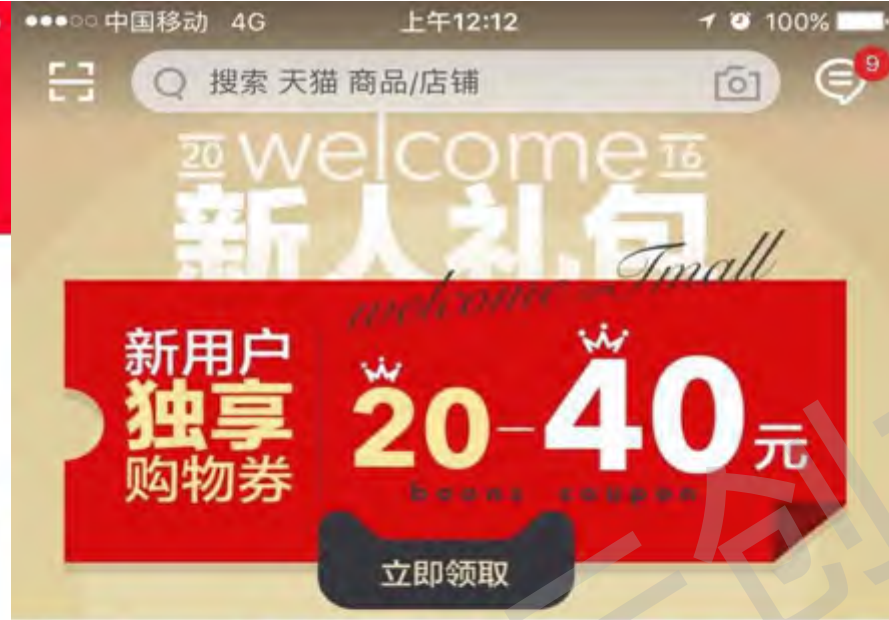 中国移动 4G 上午12:12 100%
搜索 天猫 商品/店铺
9
20 welcome 16
新人礼包
welcome Tmall
新用户
独享
购物券
20-40元
立即领取